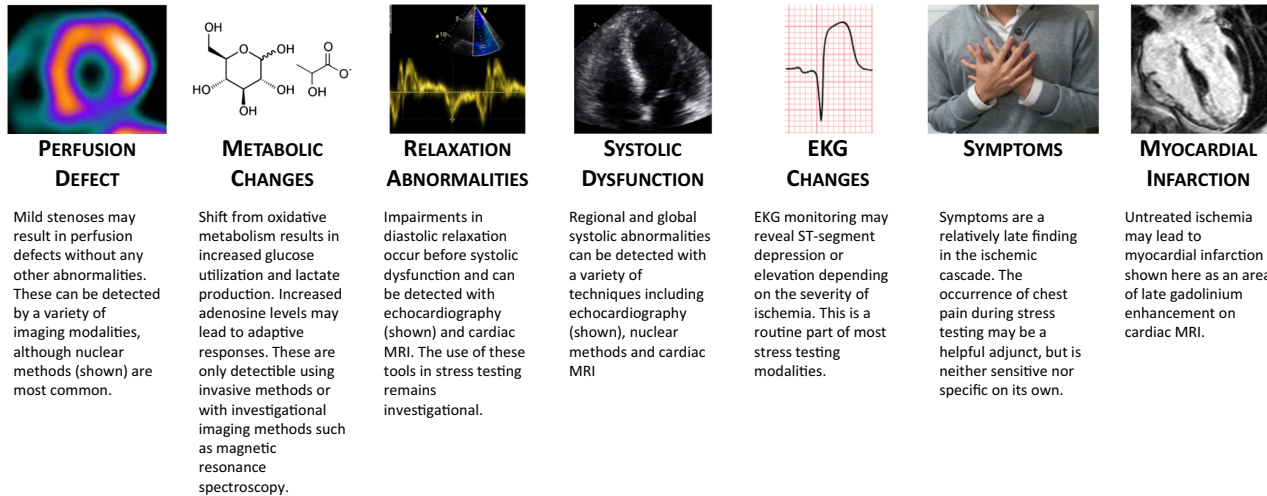 OH
OH
OH
HO
OH
OH
O
O
O-
OH
V
PERFUSION
DEFECT
Mild stenoses may
result in perfusion
defects without any
other abnormalities.
These can be detected
by a variety of
imaging modalities,
although nuclear
methods (shown) are
most common.
METABOLIC
CHANGES
Shift from oxidative
metabolism results in
increased glucose
utilization and lactate
production. Increased
adenosine levels may
lead to adaptive
responses. These are
only detectible using
invasive methods or
with investigational
imaging methods such
as magnetic
resonance
spectroscopy.
RELAXATION
ABNORMALITIES
Impairments in
diastolic relaxation
occur before systolic
dysfunction and can
be detected with
echocardiography
(shown) and cardiac
MRI. The use of these
tools in stress testing
remains
investigational.
SYSTOLIC
DYSFUNCTION
Regional and global
systolic abnormalities
can be detected with
a variety of
techniques including
echocardiography
(shown), nuclear
methods and cardiac
MRI
EKG
CHANGES
EKG monitoring may
reveal ST-segment
depression or
elevation depending
on the severity of
ischemia. This is a
routine part of most
stress testing
modalities.
SYMPTOMS
Symptoms are a
relatively late finding
in the ischemic
cascade. The
occurrence of chest
pain during stress
testing may be a
helpful adjunct, but is
neither sensitive nor
specific on its own.
MYOCARDIAL
INFARCTION
Untreated ischemia
may lead to
myocardial infarction
shown here as an area
of late gadolinium
enhancement on
cardiac MRI.